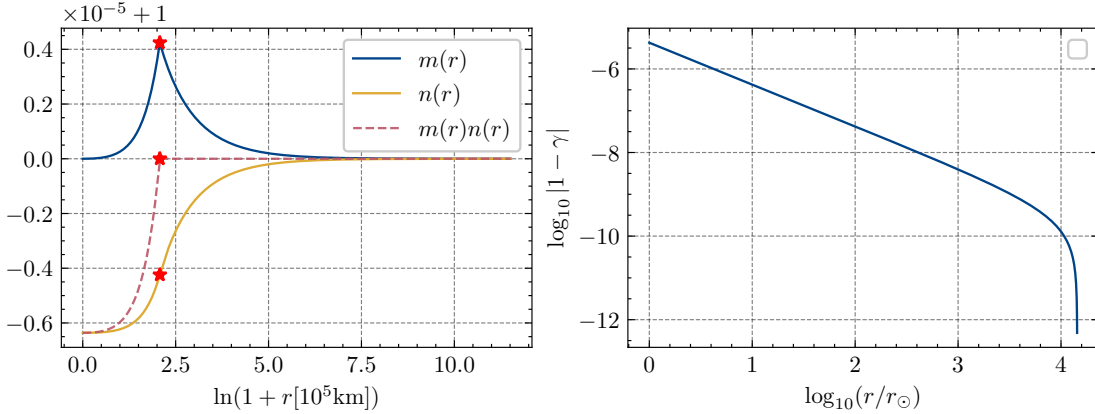 ×10⁻⁵ + 1
0.4
0.2
0.0
−0.2
−0.4
−0.6
m(r)
n(r)
m(r)n(r)
0.0 2.5 5.0 7.5 10.0
ln(1 + r[10⁵km])
log₁₀|1 − γ|
−6
−8
−10
−12
0 1 2 3 4
log₁₀(r/r⊙)